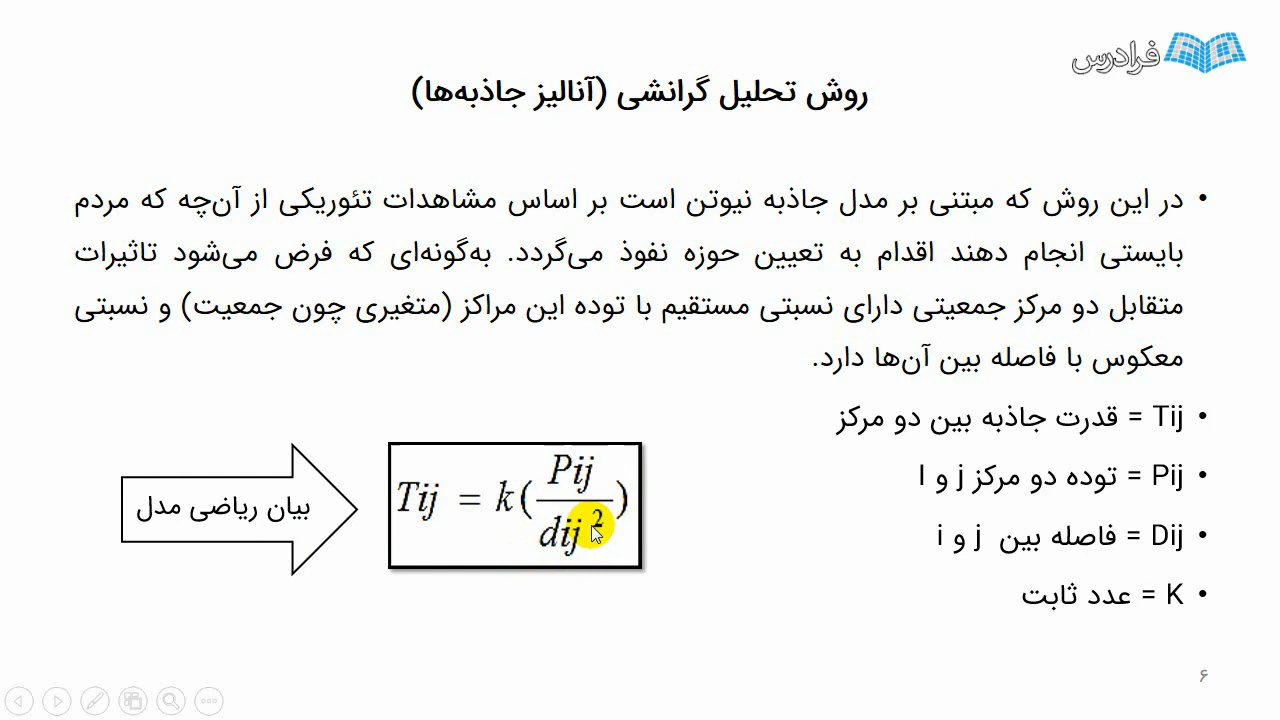 فرادرس
روش تحلیل گرانشی (آنالیز جاذبه‌ها)
• در این روش که مبتنی بر مدل جاذبه نیوتن است بر اساس مشاهدات تئوریکی از آن‌چه که مردم
بایستی انجام دهند اقدام به تعیین حوزه نفوذ می‌گردد. به‌گونه‌ای که فرض می‌شود تاثیرات
متقابل دو مرکز جمعیتی دارای نسبتی مستقیم با توده این مراکز (متغیری چون جمعیت) و نسبتی
معکوس با فاصله بین آن‌ها دارد.
• Tij = قدرت جاذبه بین دو مرکز
• Pij = توده دو مرکز j و I
• Dij = فاصله بین j و i
• K = عدد ثابت
بیان ریاضی مدل
Tij = k(Pij / dij²)
۶